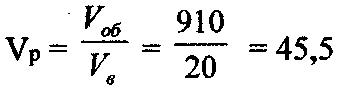 Vр = Vоб / Vв = 910 / 20 = 45,5